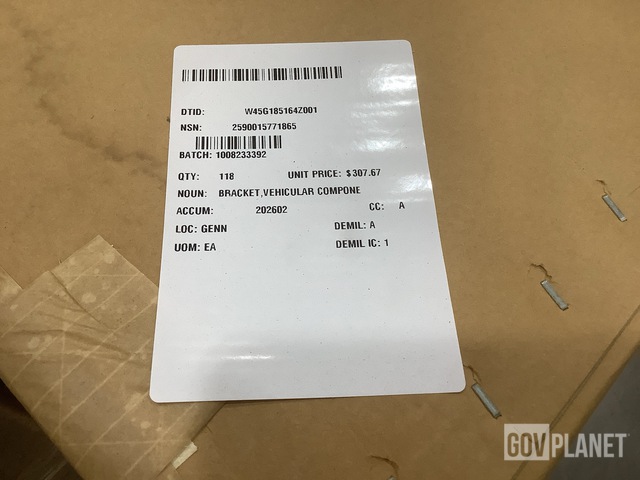 DTID: W45G185164Z001
NSN: 2590015771865
BATCH: 1008233392
QTY: 118 UNIT PRICE: $307.67
NOUN: BRACKET,VEHICULAR COMPONE
ACCUM: 202602 CC: A
LOC: GENN DEMIL: A
UOM: EA DEMIL IC: 1
GOVPLANET